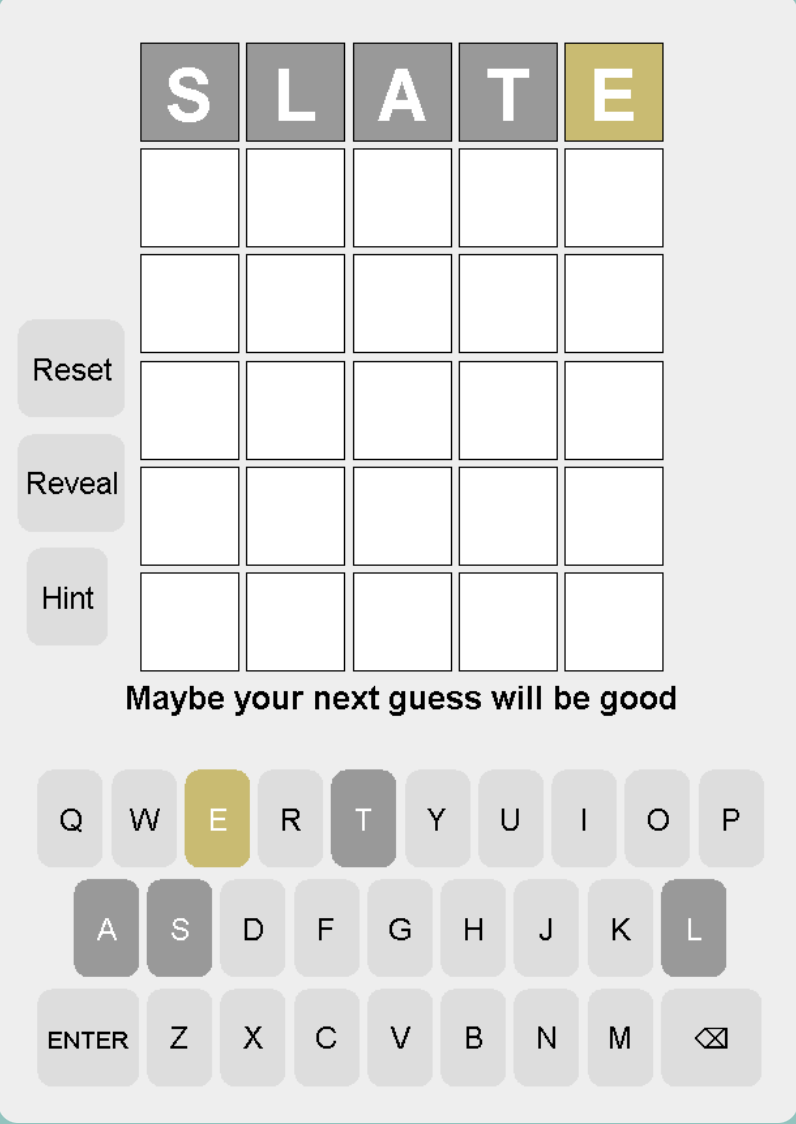 S L A T E
Reset
Reveal
Hint
Maybe your next guess will be good
Q W E R T Y U I O P
A S D F G H J K L
ENTER Z X C V B N M ⌫